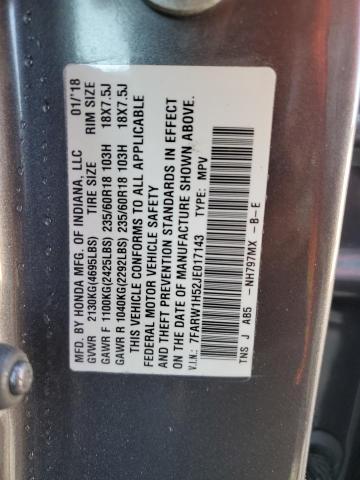 MFD. BY HONDA MFG. OF INDIANA, LLC 01/'18
GVWR 2130KG(4695LBS) TIRE SIZE RIM SIZE
GAWR F 1100KG(2425LBS) 235/60R18 103H 18X7.5J
GAWR R 1040KG(2292LBS) 235/60R18 103H 18X7.5J
THIS VEHICLE CONFORMS TO ALL APPLICABLE
FEDERAL MOTOR VEHICLE SAFETY
AND THEFT PREVENTION STANDARDS IN EFFECT
ON THE DATE OF MANUFACTURE SHOWN ABOVE.
V.I.N.: 7FARW1H52JE017143 TYPE: MPV
TNS J AB5 -NH797MX -B-E